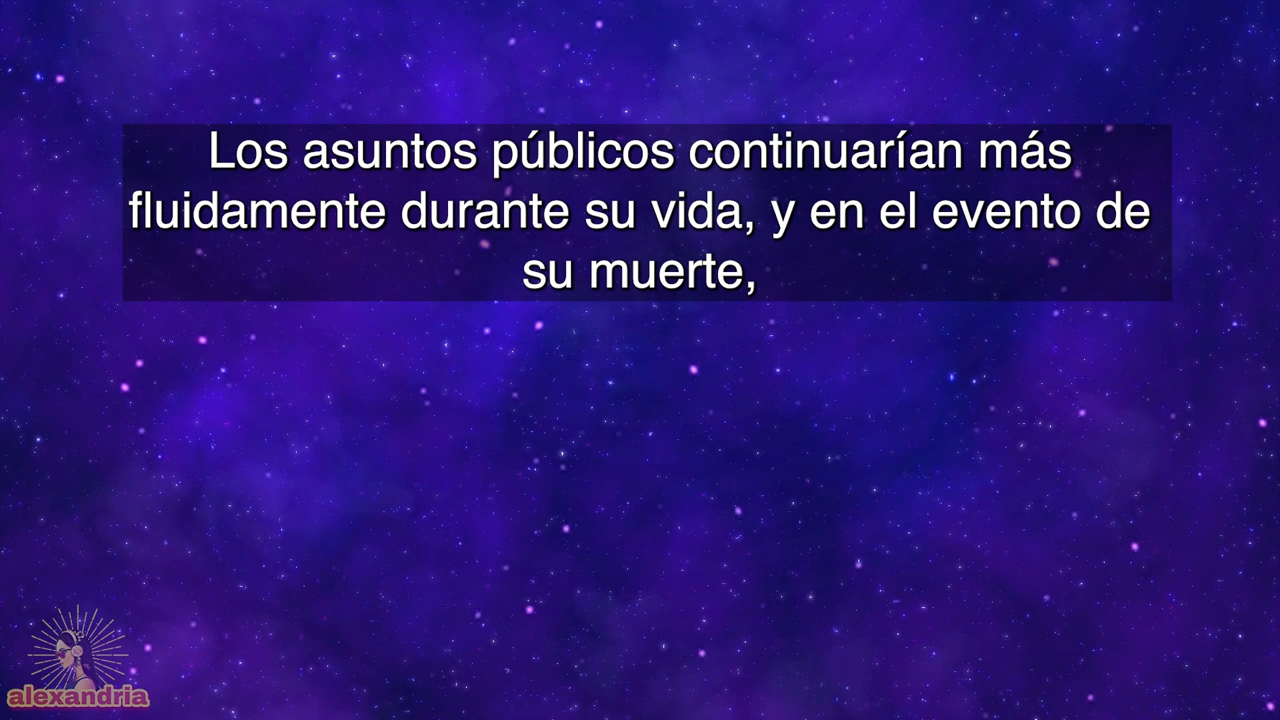 Los asuntos públicos continuarían más
fluidamente durante su vida, y en el evento de
su muerte,
alexandria